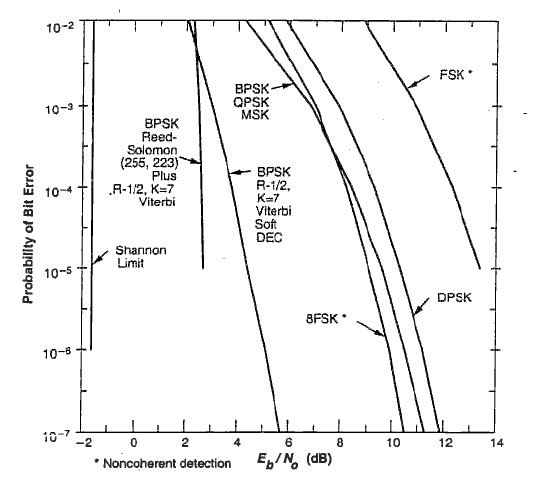 10-2
10-3
10-4
10-5
10-6
10-7
Probability of Bit Error
BPSK
Reed-
Solomon
(255, 223)
Plus
R-1/2, K=7
Viterbi
Shannon
Limit
BPSK
QPSK
MSK
BPSK
R-1/2,
K=7
Viterbi
Soft
DEC
FSK *
8FSK *
DPSK
-2 0 2 4 6 8 10 12 14
* Noncoherent detection
Eb/No (dB)